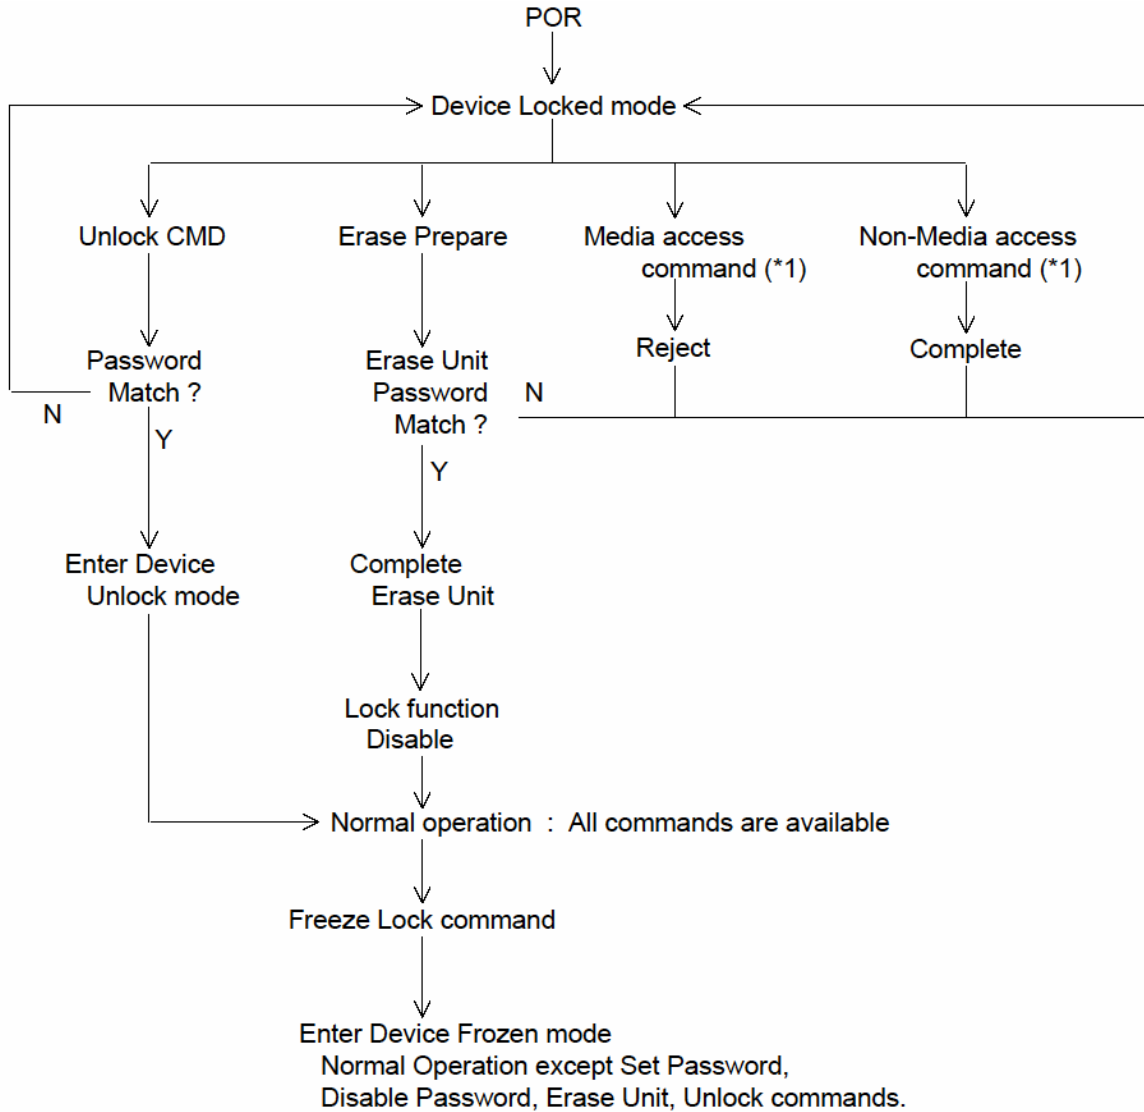 POR
Device Locked mode
Unlock CMD
Erase Prepare
Media access
command (*1)
Non-Media access
command (*1)
Password
Match ?
N
Y
Erase Unit
Password
Match ?
N
Y
Reject
Complete
Enter Device
Unlock mode
Complete
Erase Unit
Lock function
Disable
Normal operation : All commands are available
Freeze Lock command
Enter Device Frozen mode
Normal Operation except Set Password,
Disable Password, Erase Unit, Unlock commands.